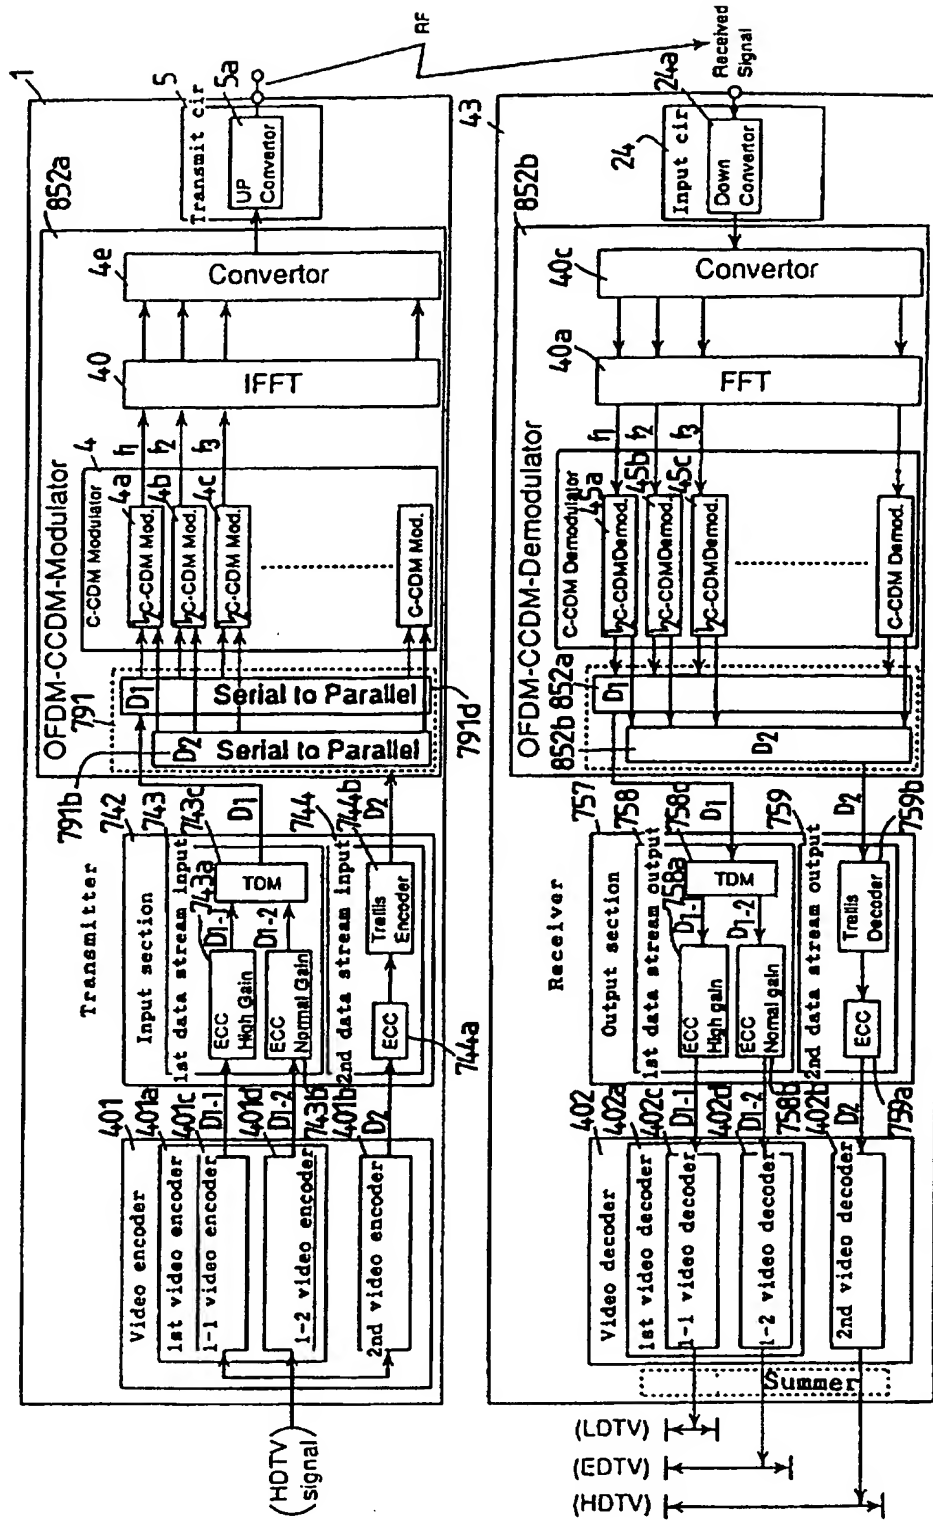 Transmitter
1
(HDTV signal)
Video encoder
401
1st video encoder
401a
1-1 video encoder
401c
D1-1
401d
D1-2
1-2 video encoder
743b
401b
2nd video encoder
D2
Input section
742
1st data stream input
743
743a
743c
ECC High Gain
D1-1
ECC Normal Gain
D1-2
TDM
D1
2nd data stream input
744
744b
ECC
744a
Trellis Encoder
D2
OFDM-CCDM-Modulator
852a
791
791b
D1
Serial to Parallel
D2
Serial to Parallel
791d
C-CDM Modulator
4
4a
C-CDM Mod.
4b
C-CDM Mod.
4c
C-CDM Mod.
C-CDM Mod.
f1
f2
f3
40
IFFT
4e
Convertor
Transmit cir
5
5a
UP Convertor
RF
Receiver
43
Received Signal
Input cir
24
24a
Down Convertor
OFDM-CCDM-Demodulator
852b
40c
Convertor
40a
FFT
f1
f2
f3
C-CDM Demodulator
45a
C-CDM Demod.
45b
C-CDM Demod.
45c
C-CDM Demod.
C-CDM Demod.
852a
D1
852b
D2
Output section
757
1st data stream output
758
758a
758c
TDM
D1
D1-1
ECC High gain
D1-2
ECC Normal gain
758b
2nd data stream output
759
759b
Trellis Decoder
D2
ECC
759a
Video decoder
402
1st video decoder
402a
1-1 video decoder
402c
D1-1
1-2 video decoder
402d
D1-2
2nd video decoder
402b
D2
Summer
(LDTV)
(EDTV)
(HDTV)